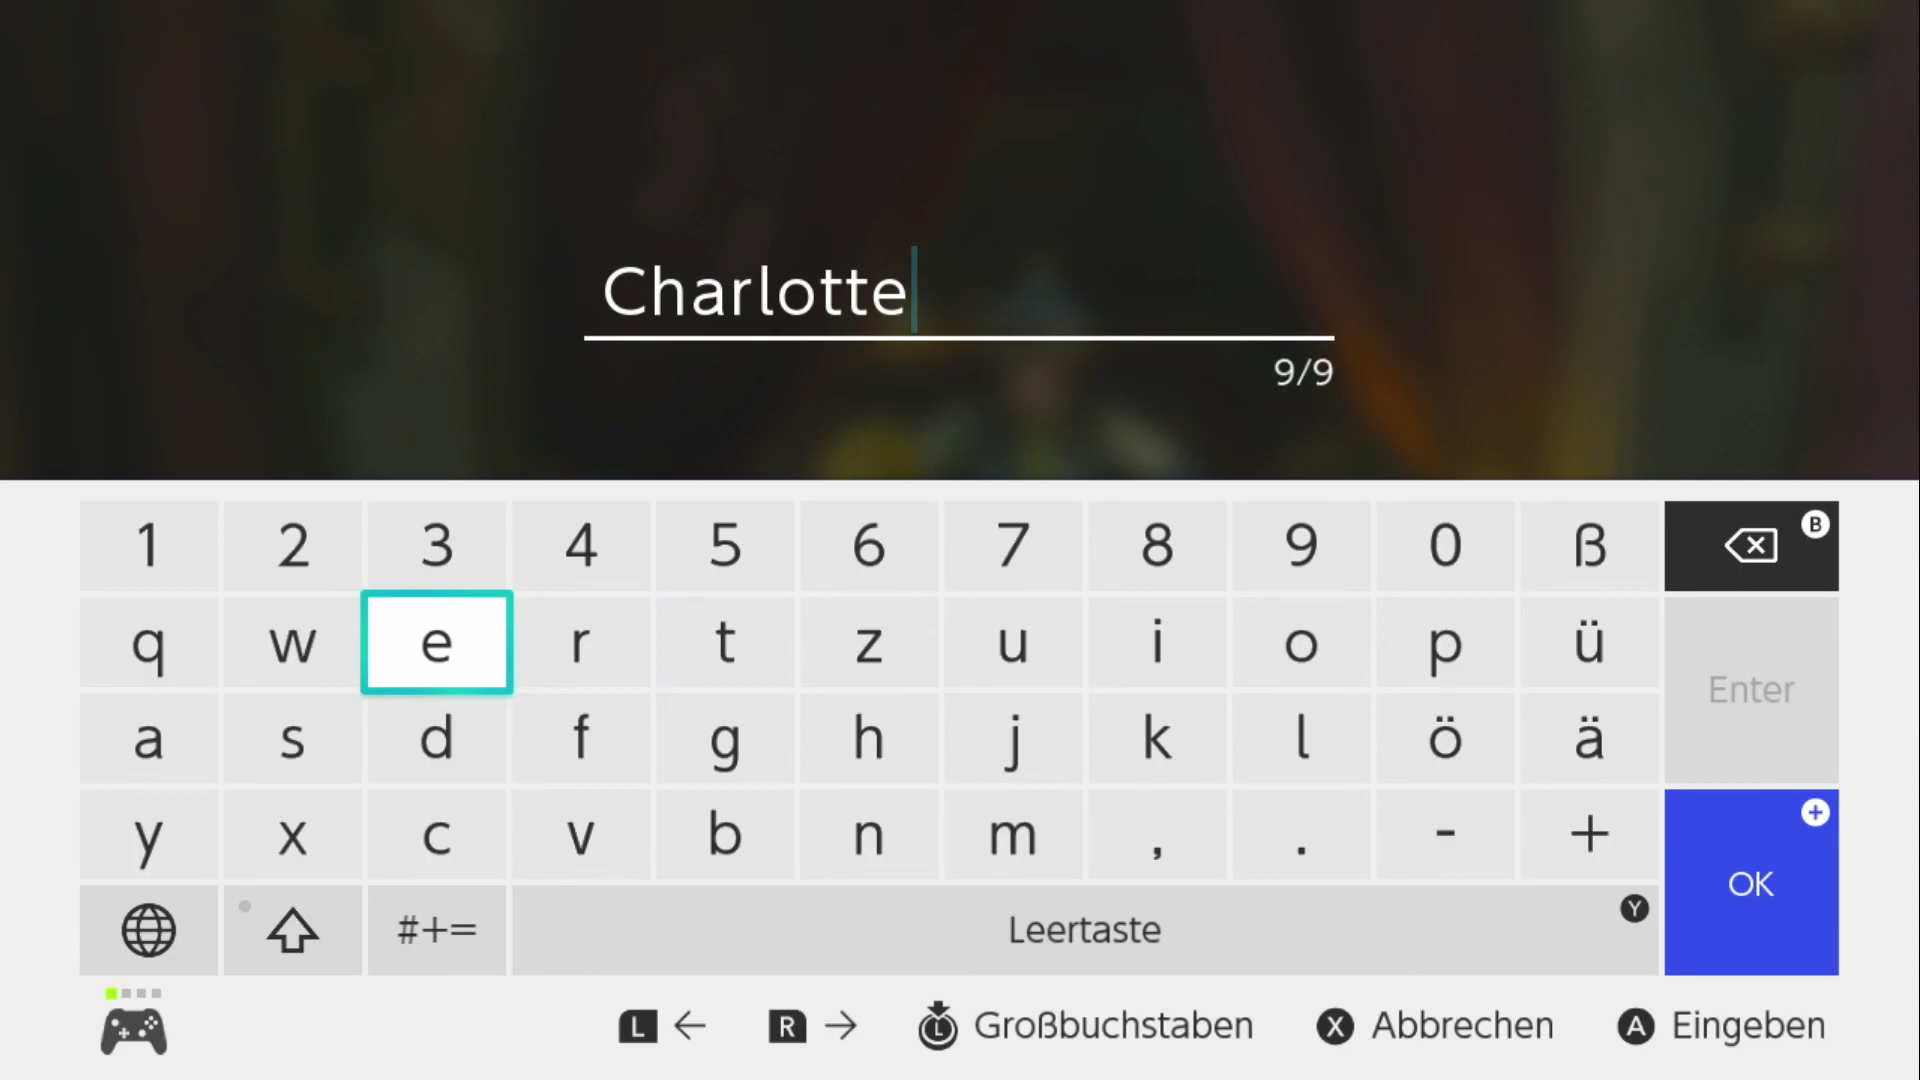 Charlotte
9/9
1 2 3 4 5 6 7 8 9 0 ß B
q w e r t z u i o p ü Enter
a s d f g h j k l ö ä
y x c v b n m , . - + OK
#+= Leertaste Y
L ← R → L Großbuchstaben X Abbrechen A Eingeben